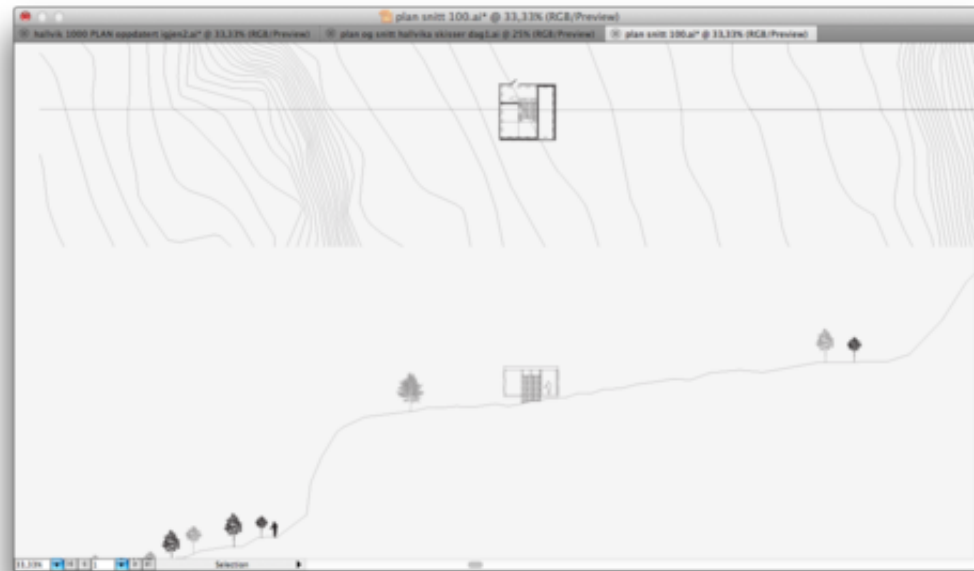 plan snitt 100.ai* @ 33,33% (RGB/Preview)
hallvik 1000 PLAN oppdatert igjen2.ai* @ 33,33% (RGB/Preview) plan og snitt hallvika skisser dag1.ai @ 25% (RGB/Preview) plan snitt 100.ai* @ 33,33% (RGB/Preview)
33,33% 1 Selection